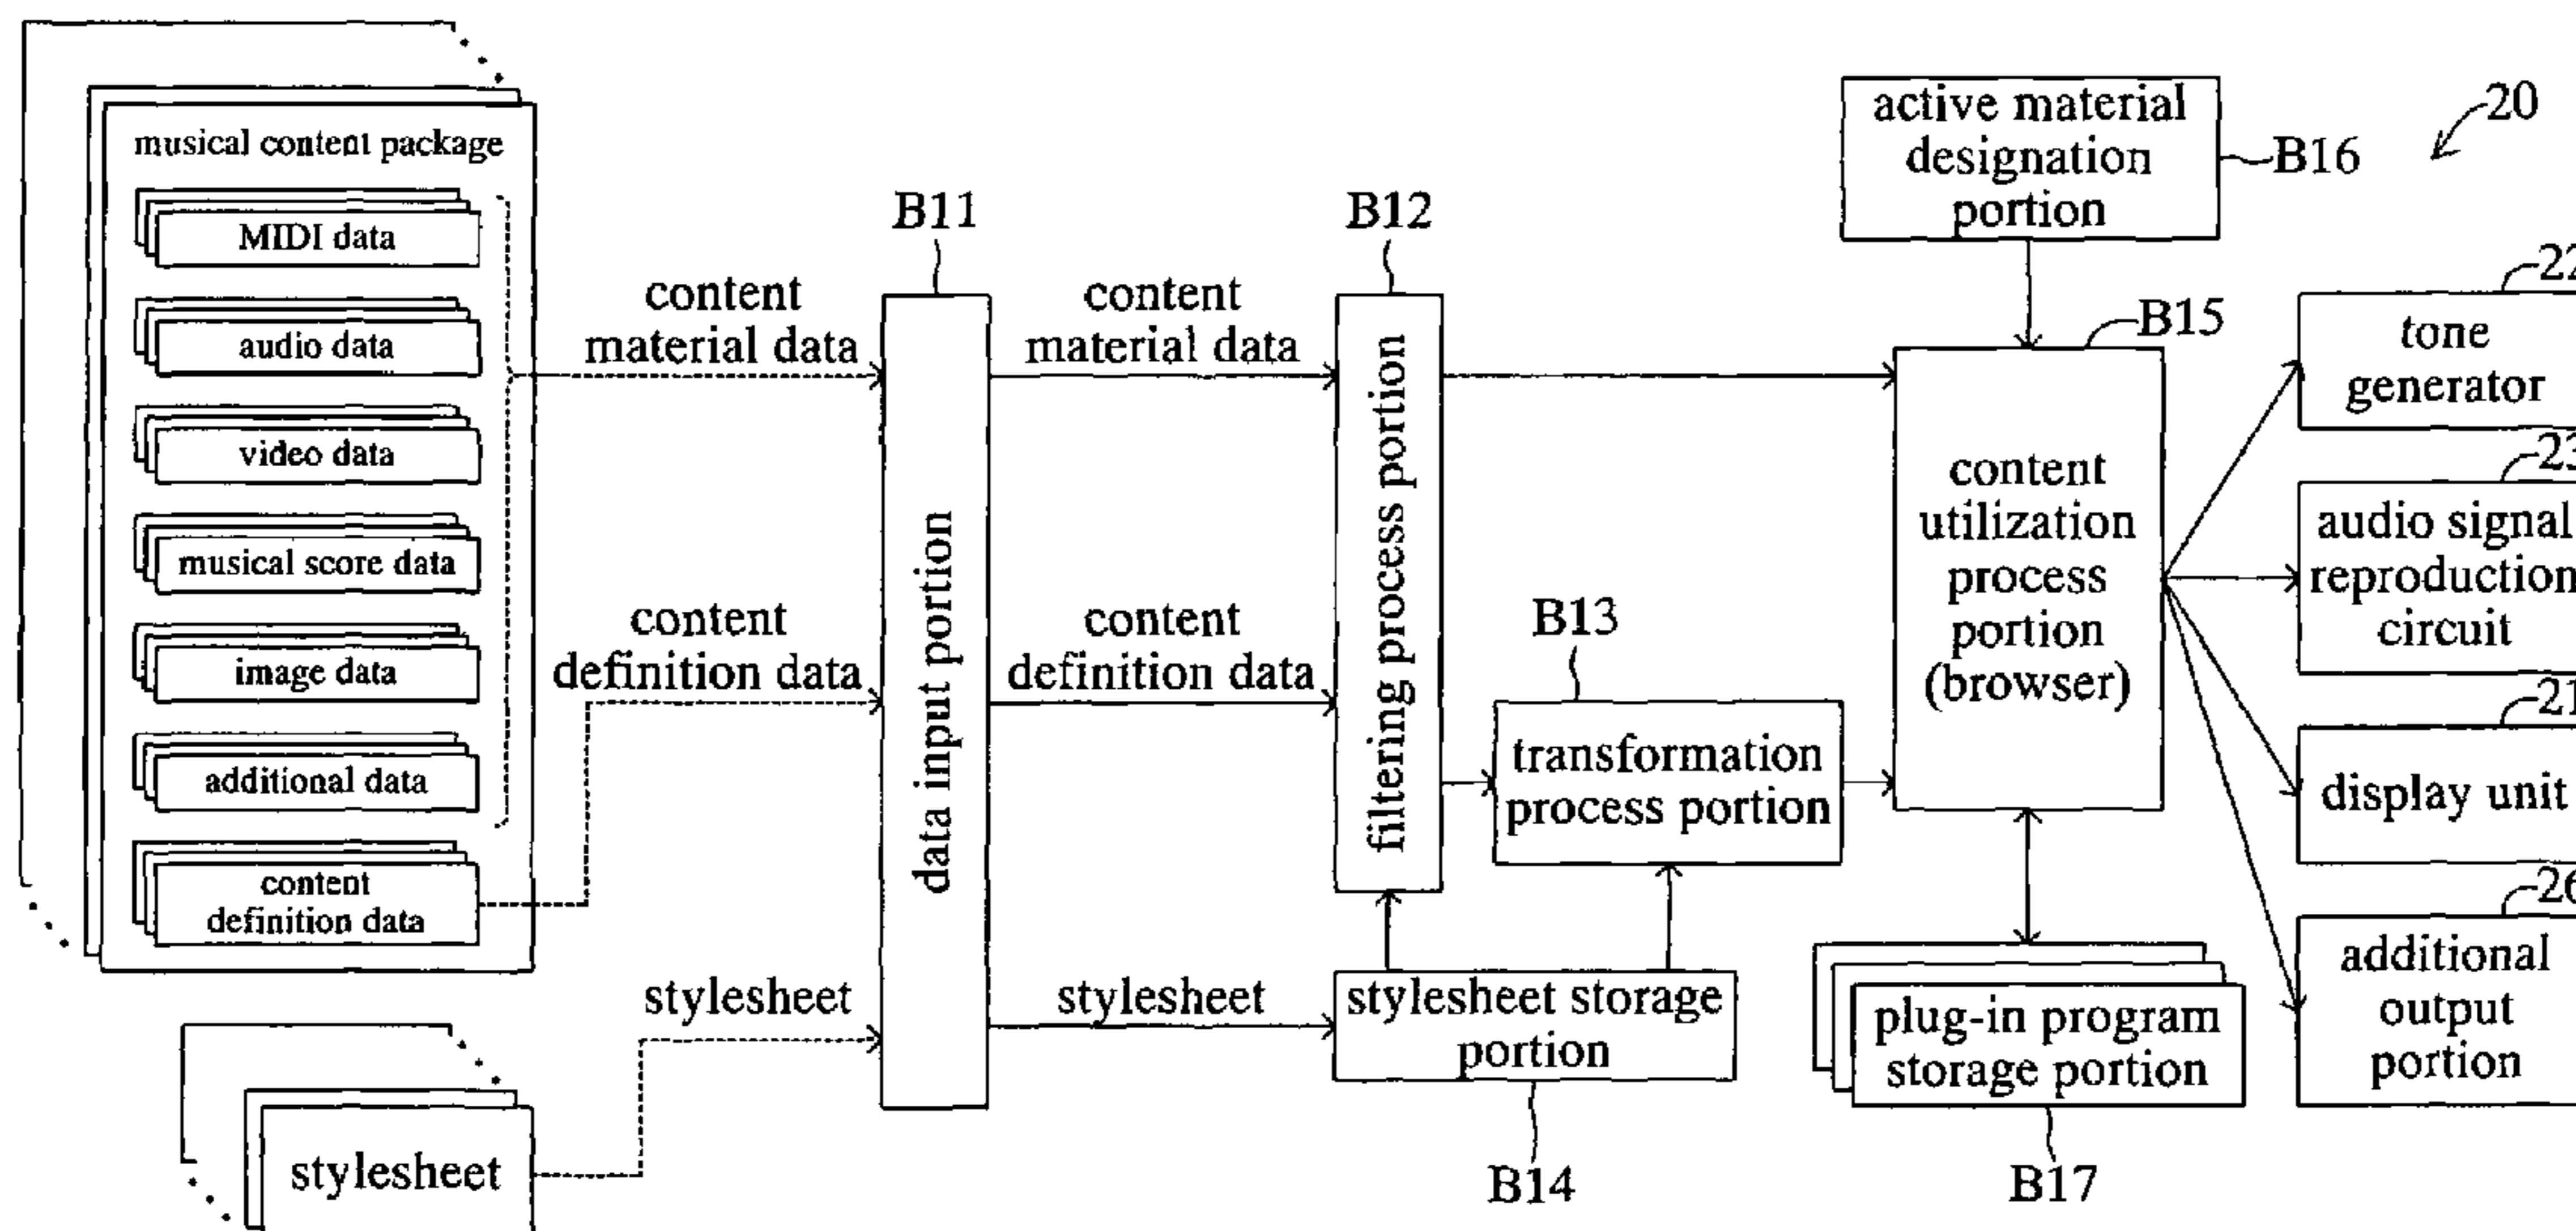 musical content package
MIDI data
audio data
video data
musical score data
image data
additional data
content
definition data
stylesheet
content
material data
content
definition data
stylesheet
B11
data input portion
content
material data
content
definition data
stylesheet
B12
filtering process portion
B13
transformation
process portion
stylesheet storage
portion
B14
active material
designation
portion
B16
20
B15
content
utilization
process
portion
(browser)
plug-in program
storage portion
B17
22
tone
generator
23
audio signal
reproduction
circuit
21
display unit
26
additional
output
portion